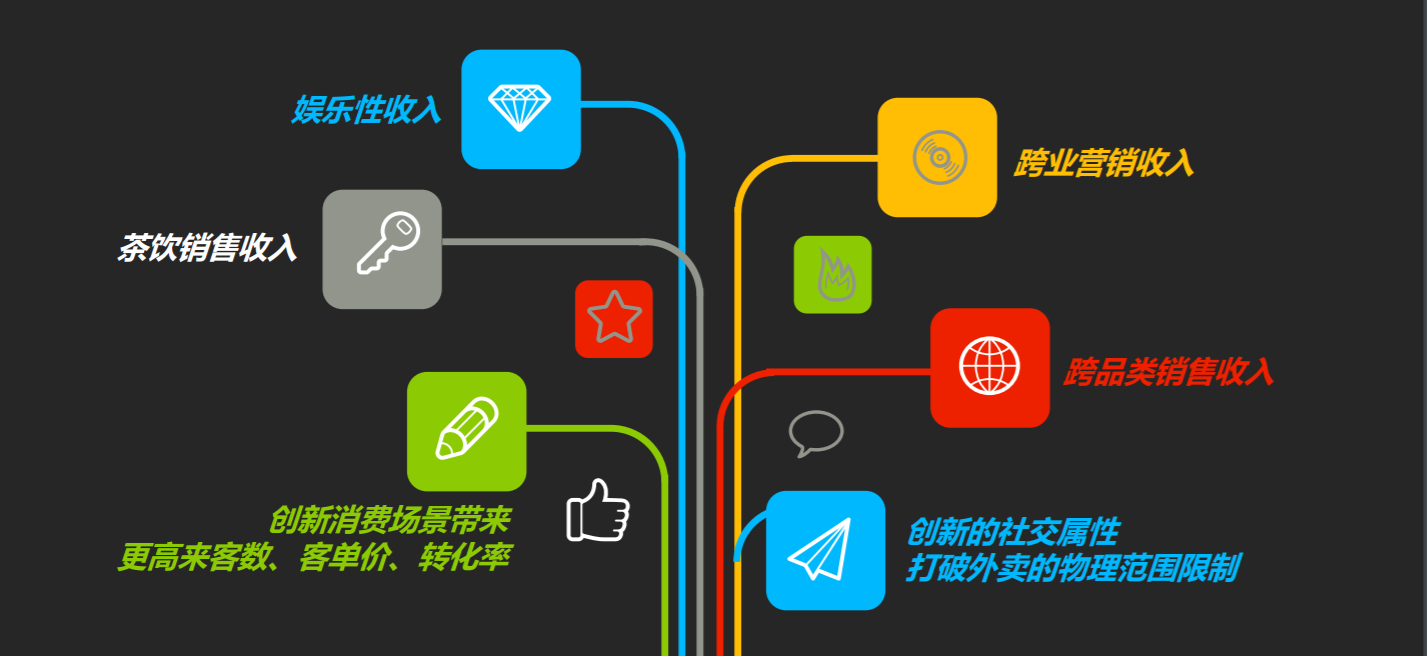 娱乐性收入
跨业营销收入
茶饮销售收入
跨品类销售收入
创新消费场景带来
更高来客数、客单价、转化率
创新的社交属性
打破外卖的物理范围限制